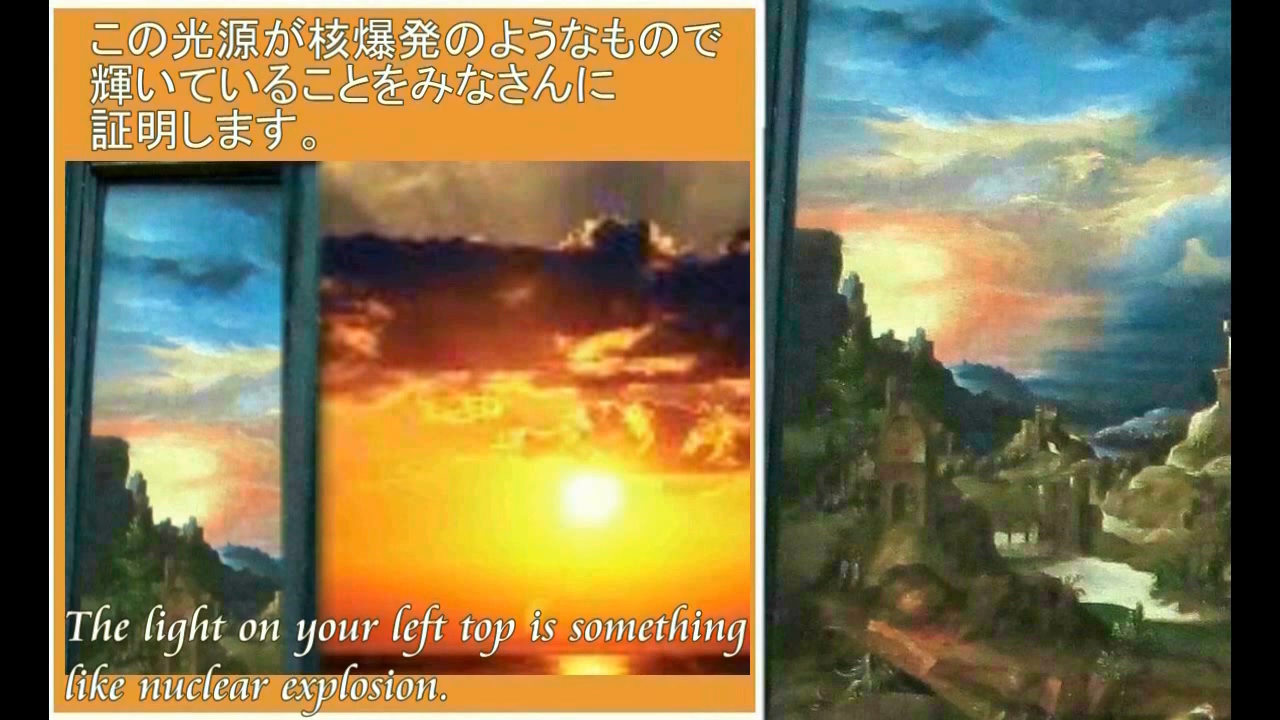 この光源が核爆発のようなもので
輝いていることをみなさんに
証明します。
The light on your left top is something
like nuclear explosion.